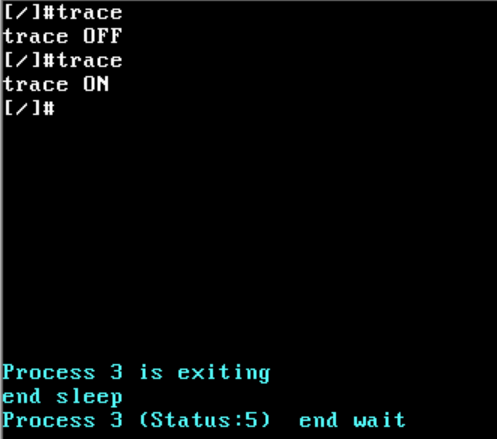 [/]#trace
trace OFF
[/]#trace
trace ON
[/]#
Process 3 is exiting
end sleep
Process 3 (Status:5)  end wait